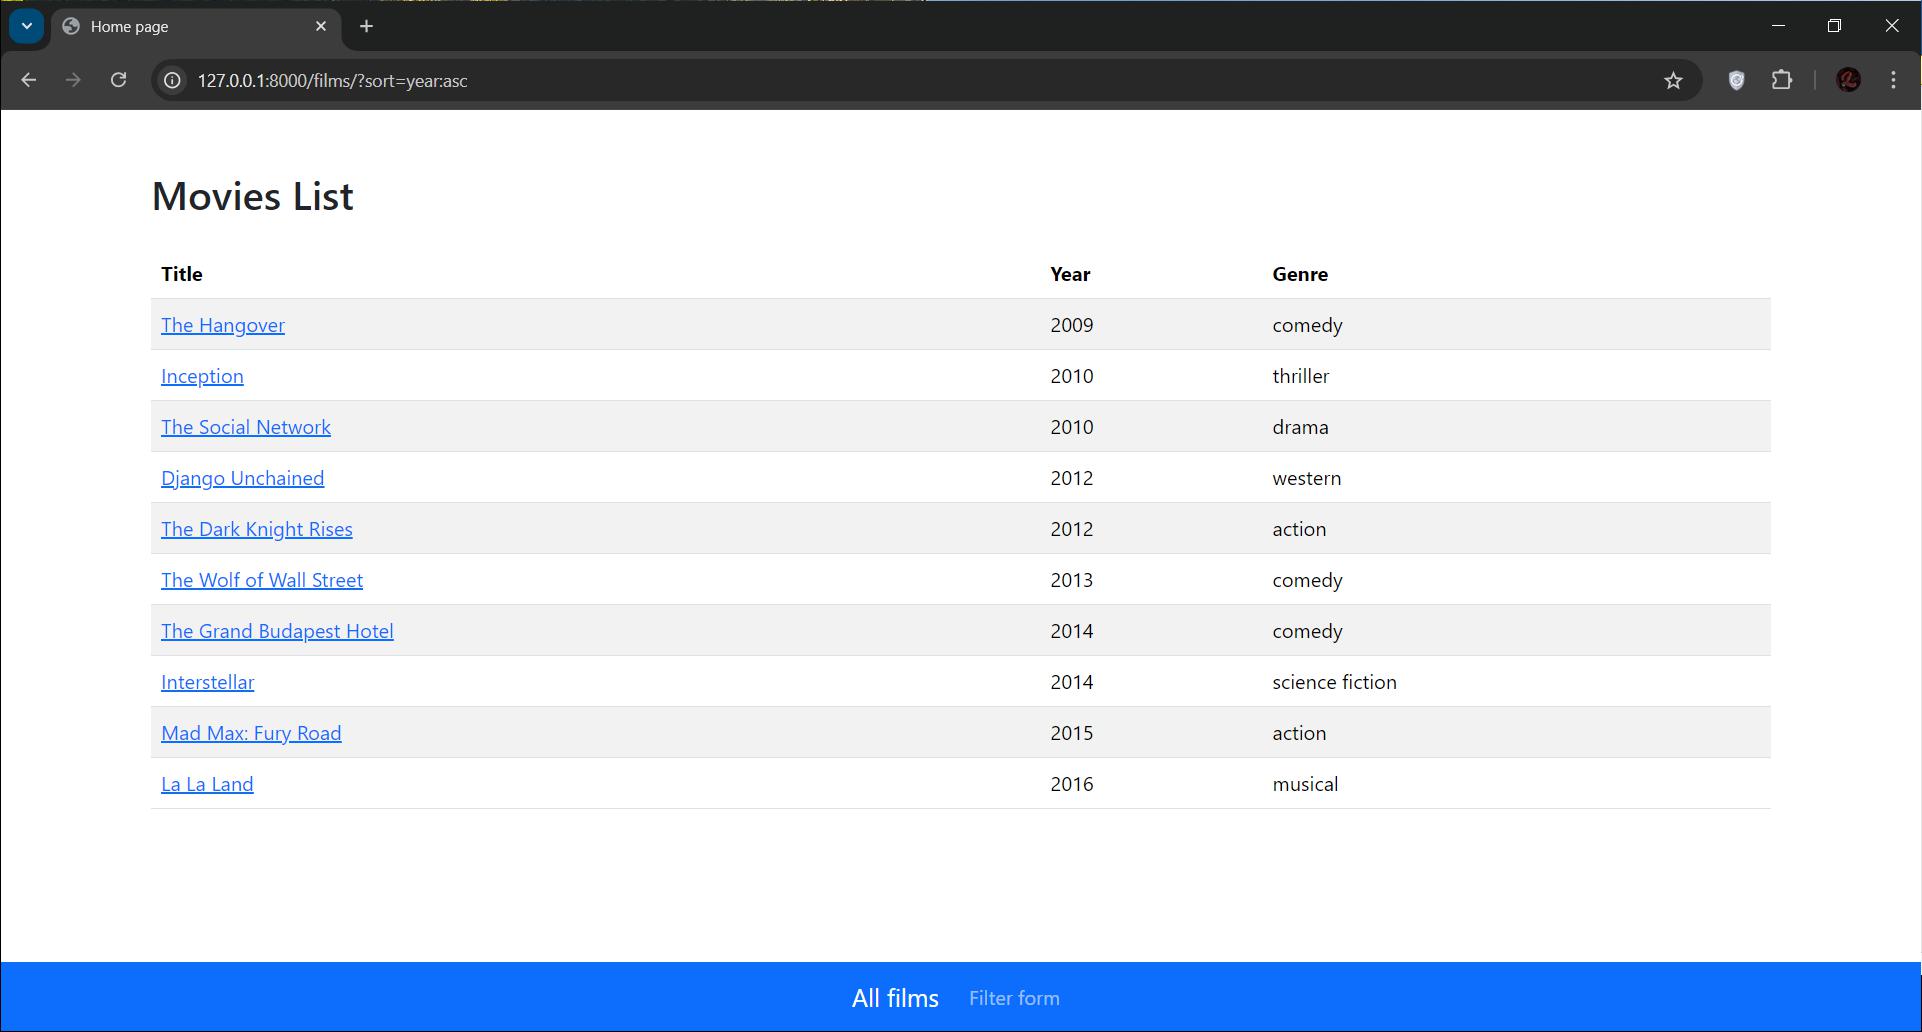 Home page
127.0.0.1:8000/films/?sort=year:asc
Movies List
Title Year Genre
The Hangover 2009 comedy
Inception 2010 thriller
The Social Network 2010 drama
Django Unchained 2012 western
The Dark Knight Rises 2012 action
The Wolf of Wall Street 2013 comedy
The Grand Budapest Hotel 2014 comedy
Interstellar 2014 science fiction
Mad Max: Fury Road 2015 action
La La Land 2016 musical
All films Filter form